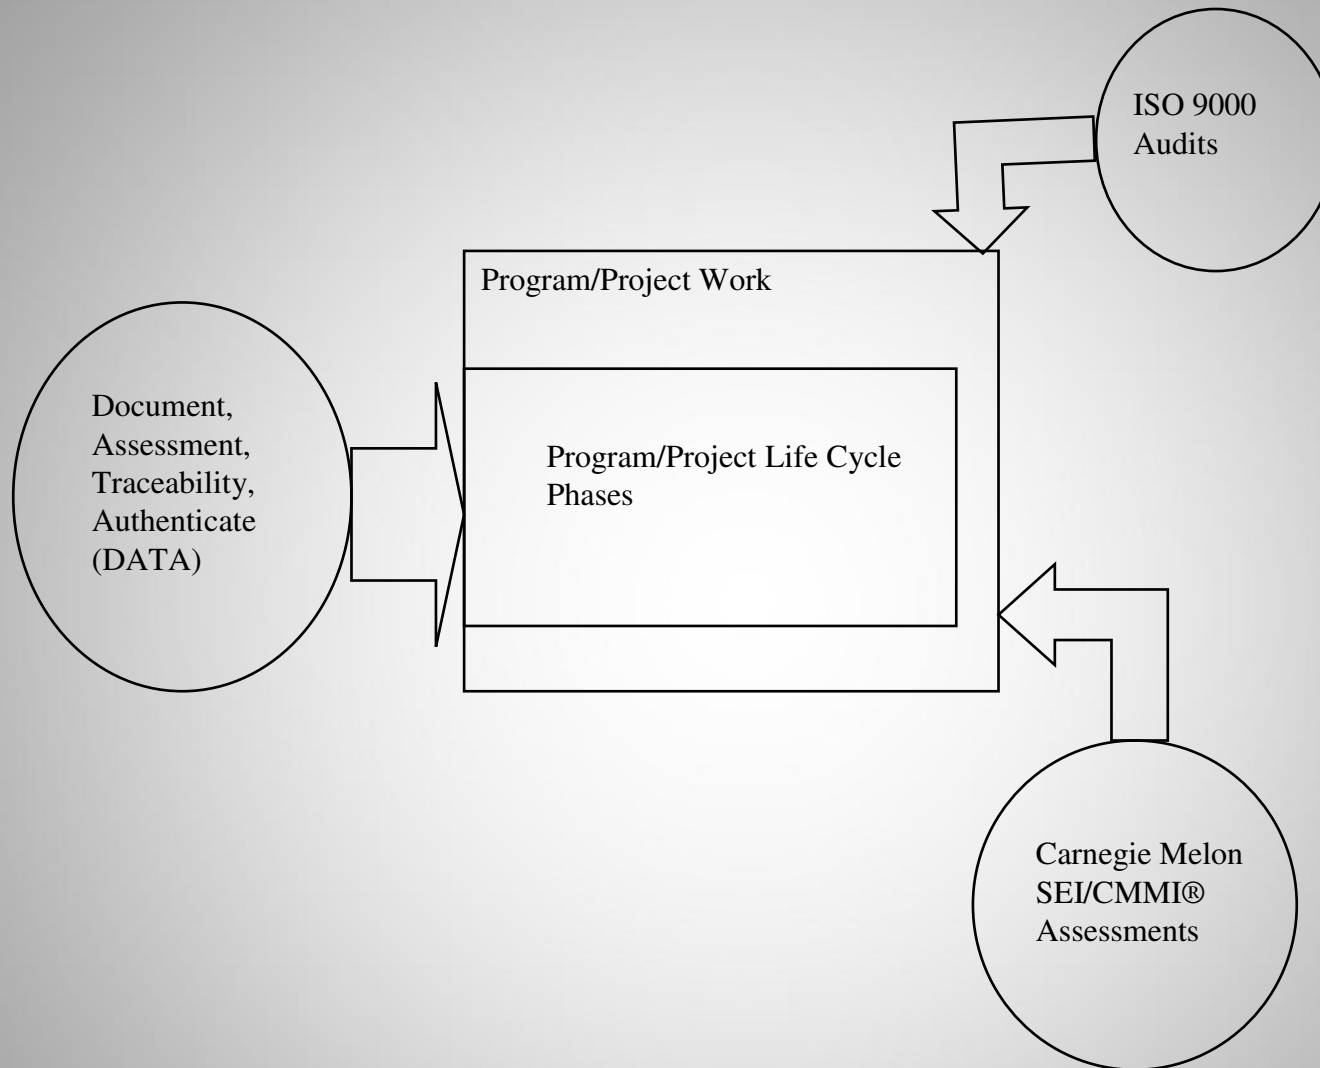 ISO 9000
Audits
Program/Project Work
Document,
Assessment,
Traceability,
Authenticate
(DATA)
Program/Project Life Cycle
Phases
Carnegie Melon
SEI/CMMI®
Assessments